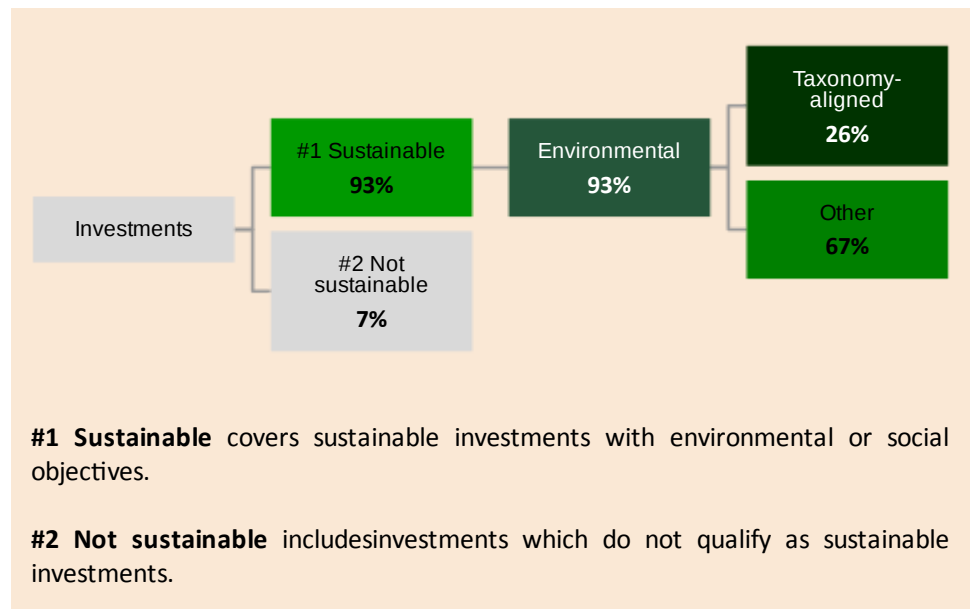 Taxonomy-
aligned
26%
#1 Sustainable
93%
Environmental
93%
Other
67%
Investments
#2 Not
sustainable
7%
#1 Sustainable covers sustainable investments with environmental or social
objectives.
#2 Not sustainable includesinvestments which do not qualify as sustainable
investments.